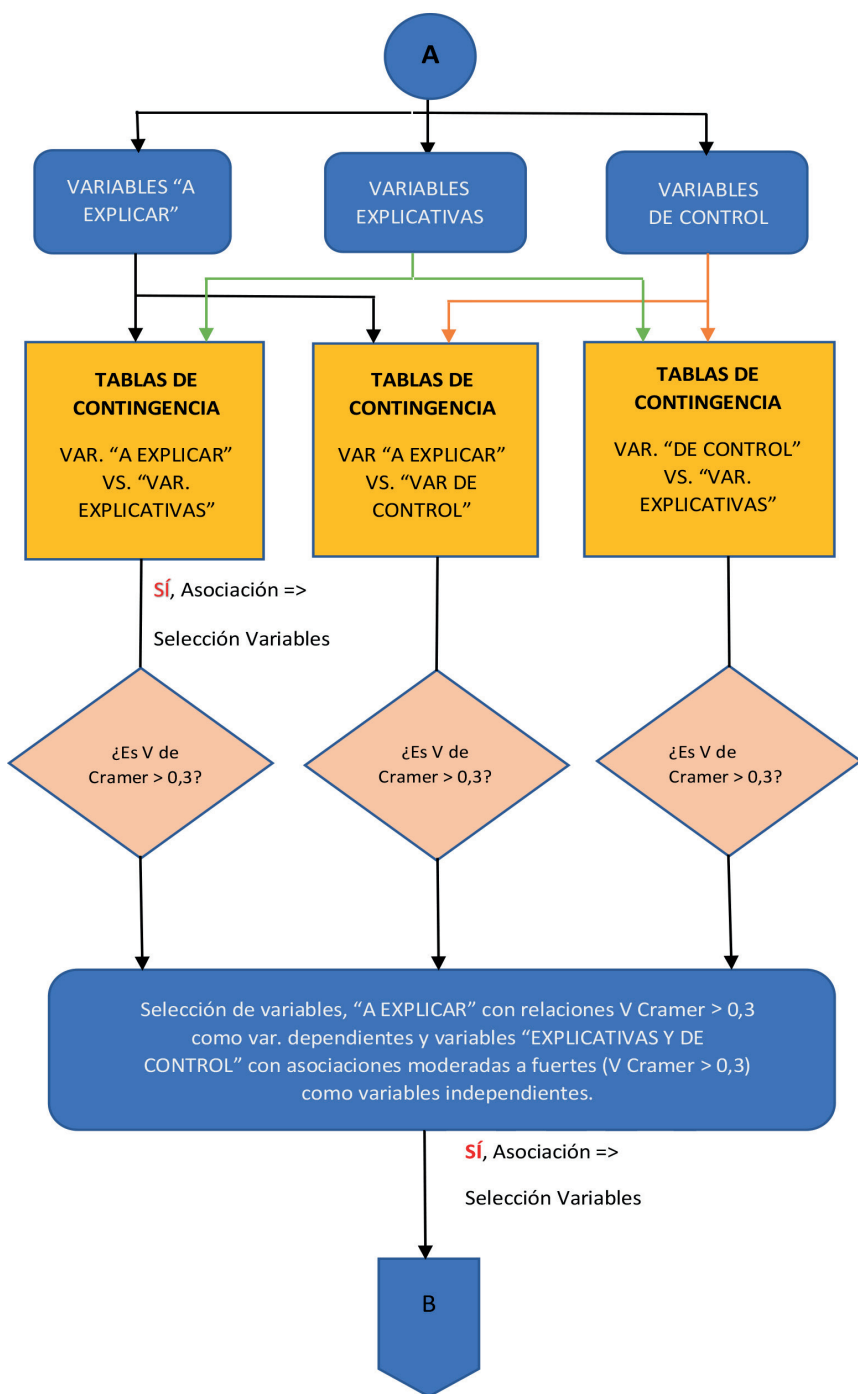 A
VARIABLES “A
EXPLICAR”
VARIABLES
EXPLICATIVAS
VARIABLES
DE CONTROL
TABLAS DE
CONTINGENCIA
VAR. “A EXPLICAR”
VS. “VAR.
EXPLICATIVAS”
TABLAS DE
CONTINGENCIA
VAR “A EXPLICAR”
VS. “VAR DE
CONTROL”
TABLAS DE
CONTINGENCIA
VAR. “DE CONTROL”
VS. “VAR.
EXPLICATIVAS”
SÍ, Asociación =>
Selección Variables
¿Es V de
Cramer > 0,3?
¿Es V de
Cramer > 0,3?
¿Es V de
Cramer > 0,3?
Selección de variables, “A EXPLICAR” con relaciones V Cramer > 0,3
como var. dependientes y variables “EXPLICATIVAS Y DE
CONTROL” con asociaciones moderadas a fuertes (V Cramer > 0,3)
como variables independientes.
SÍ, Asociación =>
Selección Variables
B